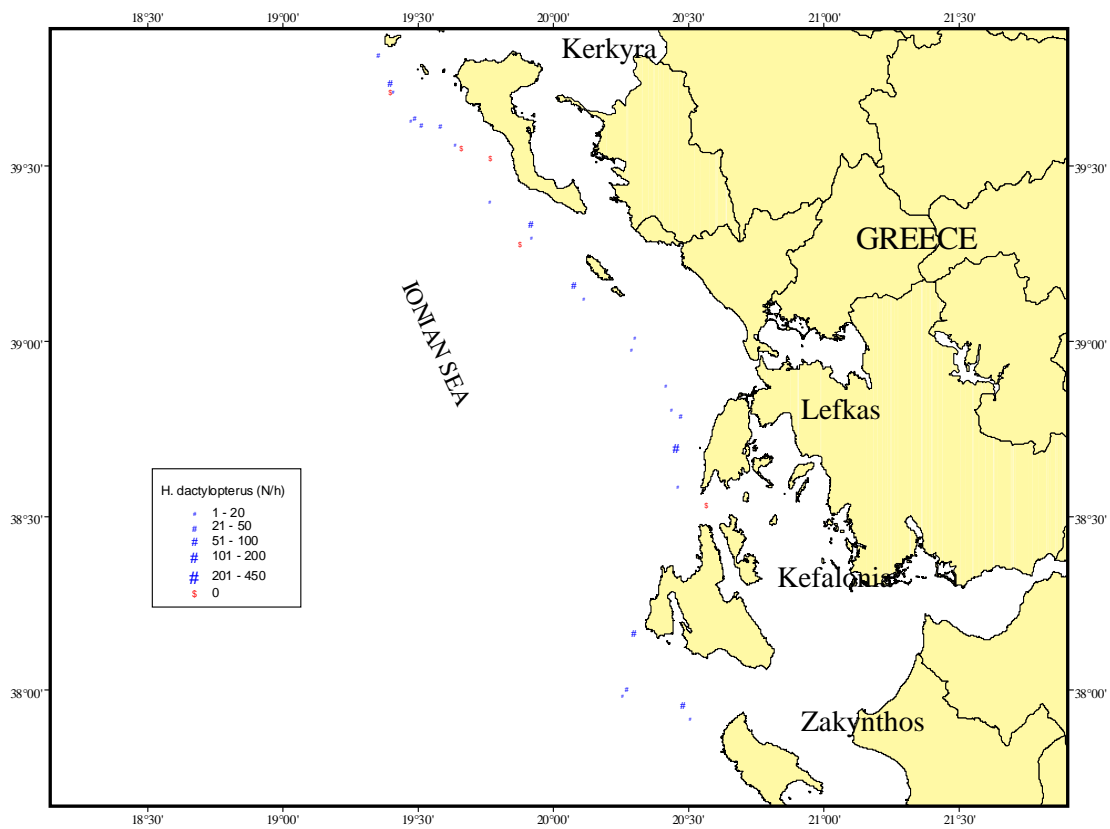 18°30' 19°00' 19°30' 20°00' 20°30' 21°00' 21°30'
Kerkyra
39°30' 39°30'
GREECE
IONIAN SEA
39°00' 39°00'
Lefkas
H. dactylopterus (N/h)
# 1 - 20
# 21 - 50
# 51 - 100
# 101 - 200
# 201 - 450
$ 0
38°30' 38°30'
Kefalonia
38°00' 38°00'
Zakynthos
18°30' 19°00' 19°30' 20°00' 20°30' 21°00' 21°30'